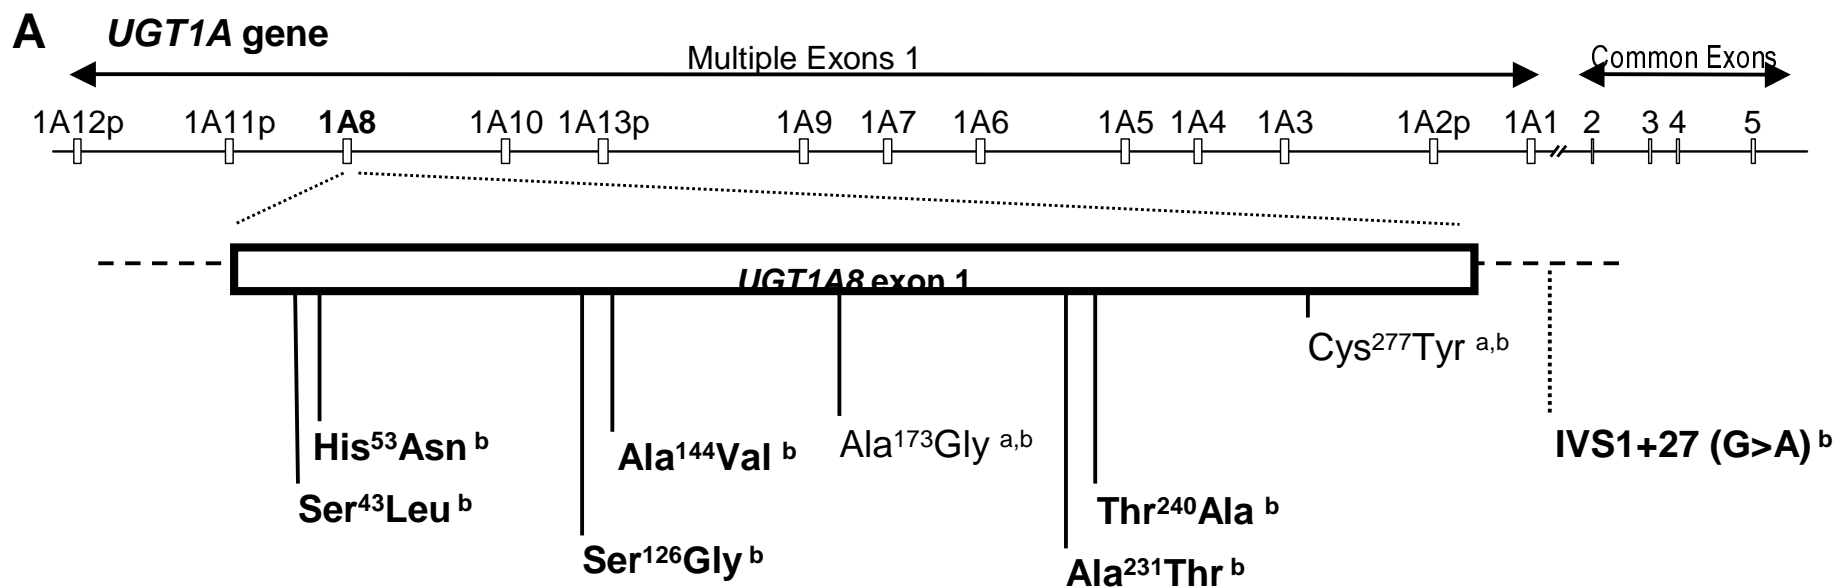 A UGT1A gene
Multiple Exons 1 Common Exons
1A12p 1A11p 1A8 1A10 1A13p 1A9 1A7 1A6 1A5 1A4 1A3 1A2p 1A1 2 3 4 5
UGT1A8 exon 1
Cys277Tyr a,b
His53Asn b Ala144Val b Ala173Gly a,b IVS1+27 (G>A) b
Ser43Leu b Thr240Ala b
Ser126Gly b Ala231Thr b